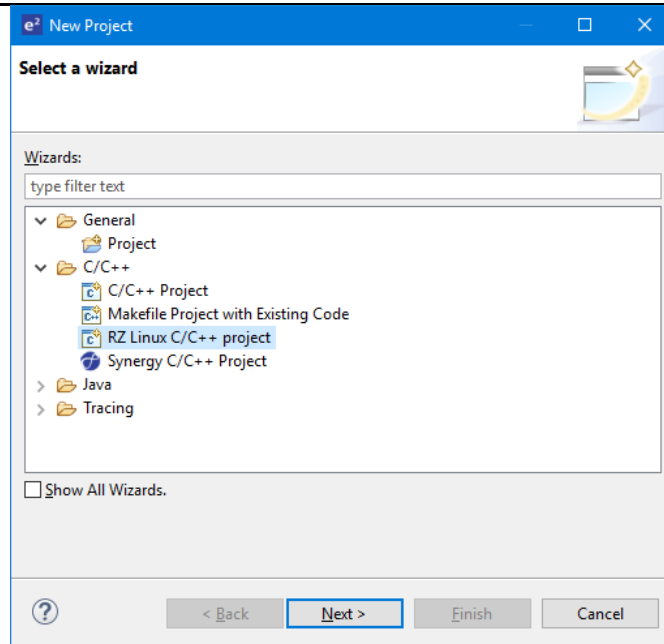 e² New Project
Select a wizard
Wizards:
type filter text
General
Project
C/C++
C/C++ Project
Makefile Project with Existing Code
RZ Linux C/C++ project
Synergy C/C++ Project
Java
Tracing
Show All Wizards.
? < Back Next > Finish Cancel